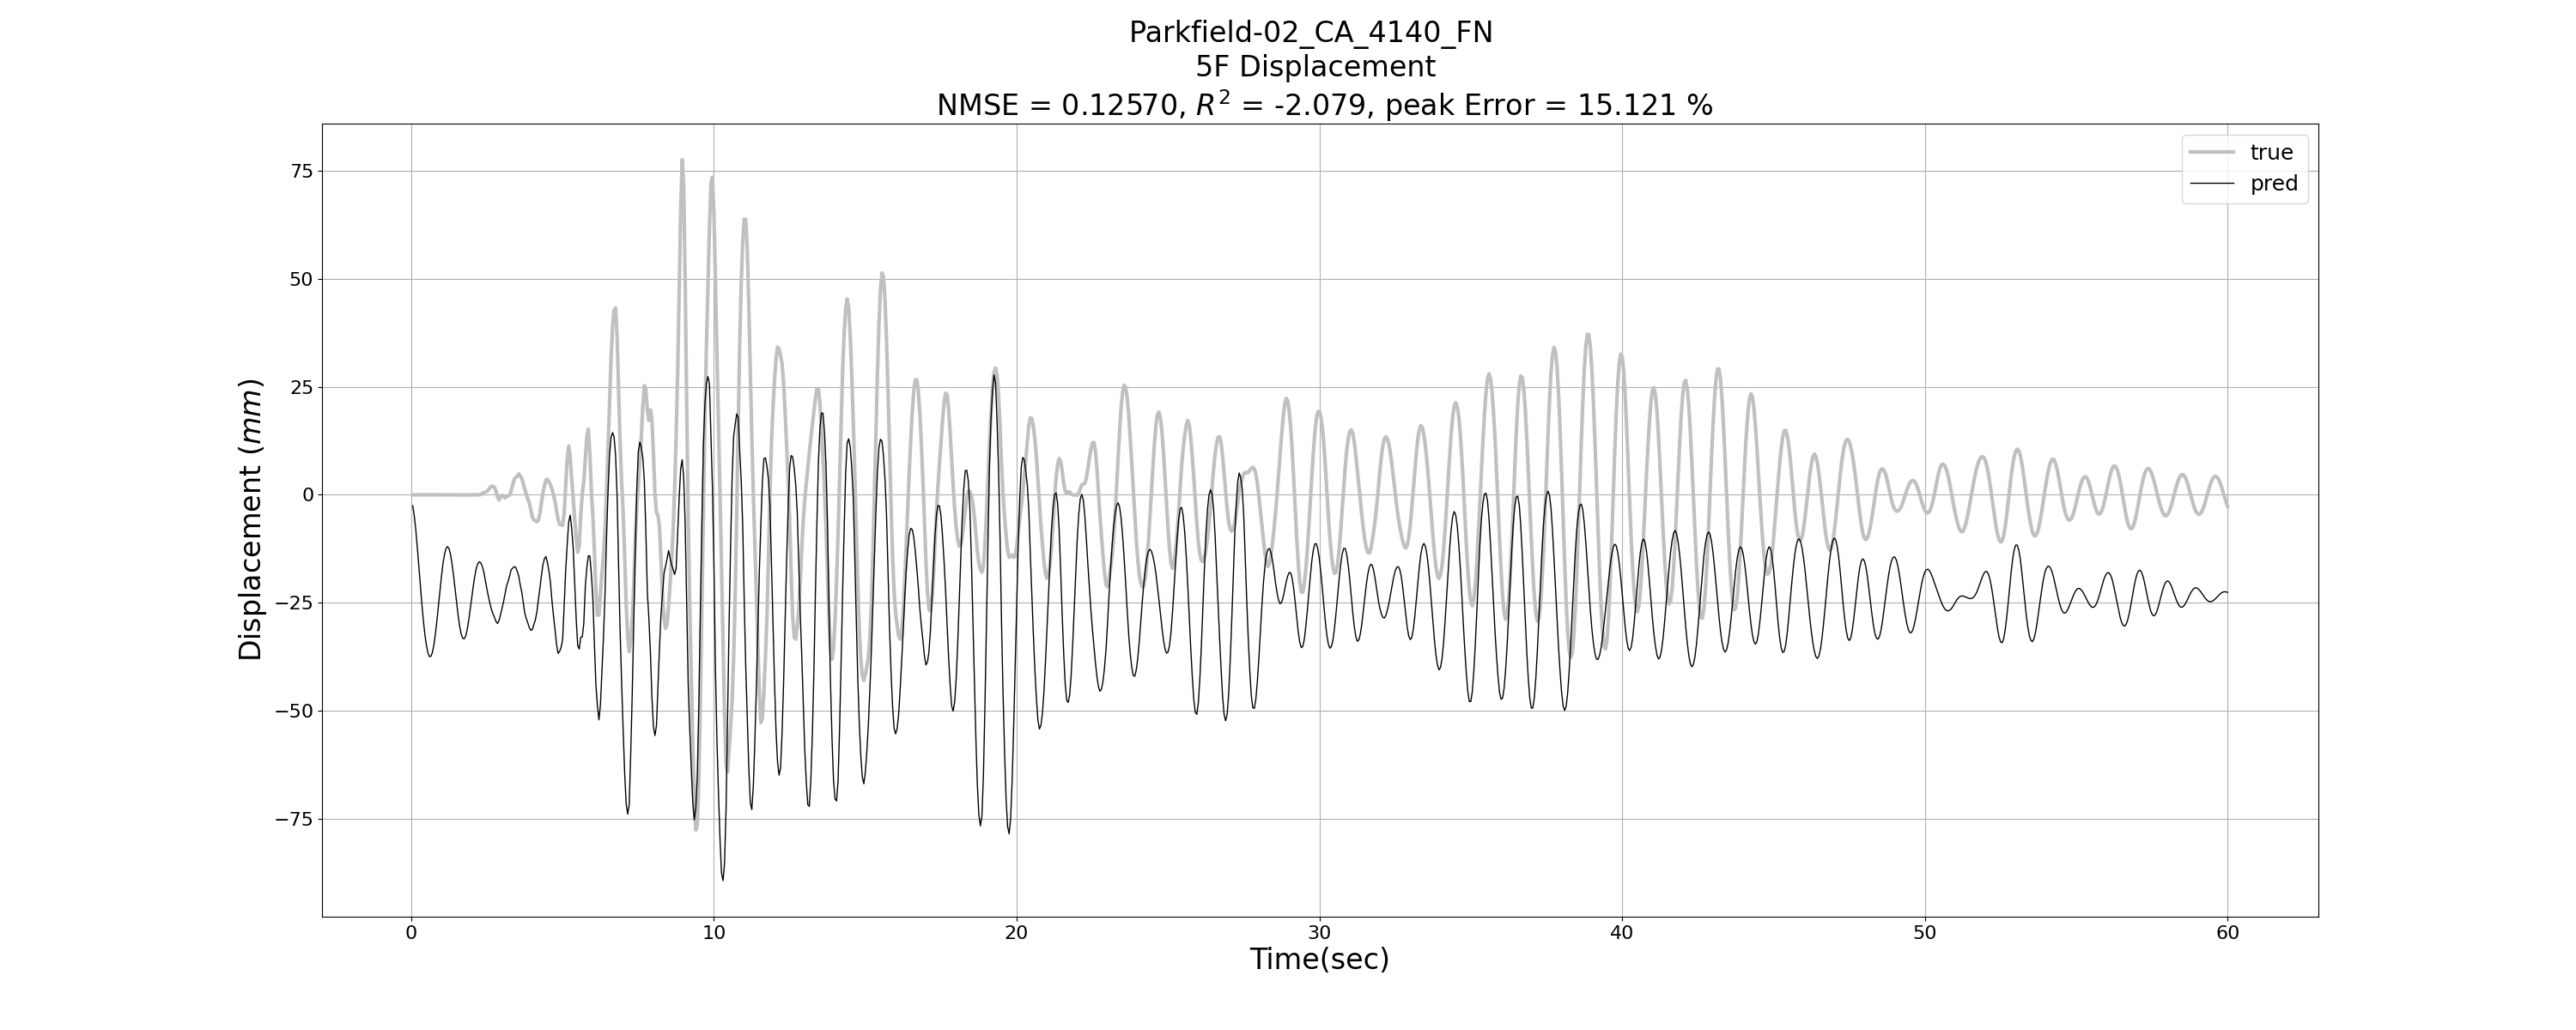 Parkfield-02_CA_4140_FN
5F Displacement
NMSE = 0.12570, R² = -2.079, peak Error = 15.121 %
true
pred
75
50
25
0
−25
−50
−75
Displacement (mm)
0 10 20 30 40 50 60
Time(sec)